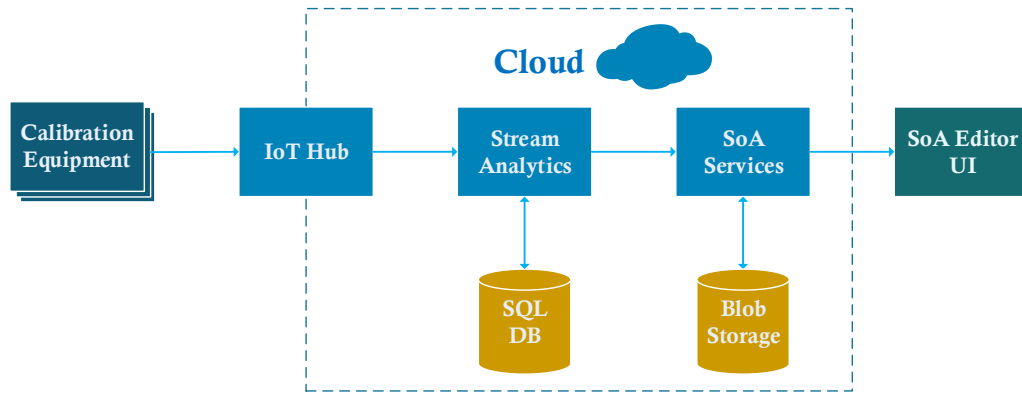 Cloud
Calibration
Equipment
IoT Hub
Stream
Analytics
SoA
Services
SoA Editor
UI
SQL
DB
Blob
Storage